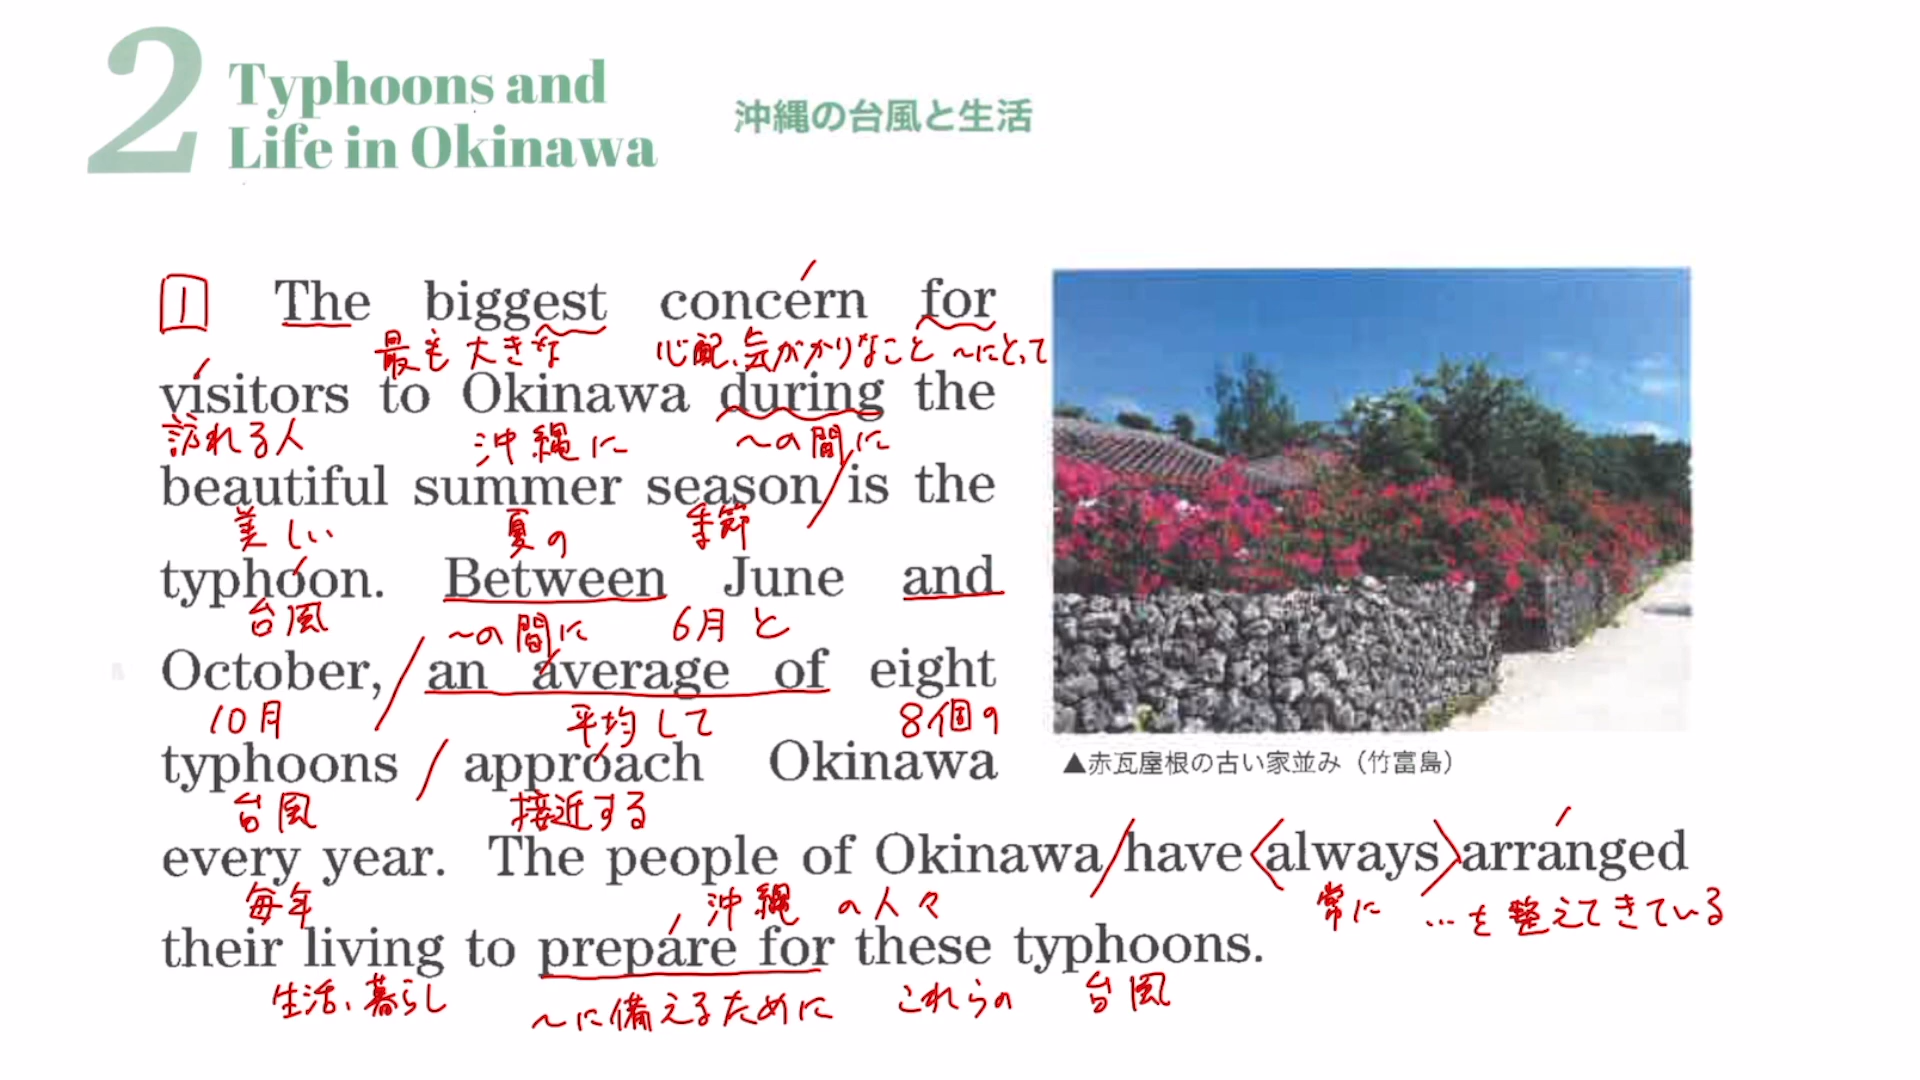 2
Typhoons and
Life in Okinawa
沖縄の台風と生活
1 The biggest concern for
最も大きな 心配、気がかりなこと ~にとって
visitors to Okinawa during the
訪れる人 沖縄に ~の間に
beautiful summer season / is the
美しい 夏の 季節
typhoon. Between June and
台風 ~の間に 6月と
October, / an average of eight
10月 平均して 8個の
typhoons / approach Okinawa
台風 接近する
▲赤瓦屋根の古い家並み（竹富島）
every year. The people of Okinawa / have <always> arranged
毎年 沖縄の人々 常に …を整えてきている
their living to prepare for these typhoons.
生活、暮らし ~に備えるために これらの 台風